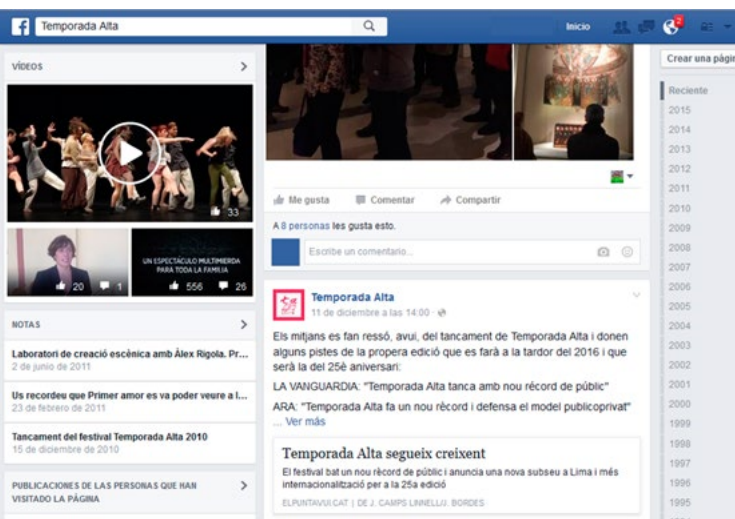 Temporada Alta
Inicio
2
VÍDEOS
33
20
1
UN ESPECTÁCULO MULTIMIERDA
PARA TODA LA FAMILIA
556
26
NOTAS
Laboratori de creació escènica amb Àlex Rigola. Pr...
2 de junio de 2011
Us recordeu que Primer amor es va poder veure a l...
23 de febrero de 2011
Tancament del festival Temporada Alta 2010
15 de diciembre de 2010
PUBLICACIONES DE LAS PERSONAS QUE HAN
VISITADO LA PÁGINA
Me gusta Comentar Compartir
A 8 personas les gusta esto.
Escribe un comentario...
Temporada Alta
11 de diciembre a las 14:00 ·
Els mitjans es fan ressó, avui, del tancament de Temporada Alta i donen
alguns pistes de la propera edició que es farà a la tardor del 2016 i que
serà la del 25è aniversari:
LA VANGUARDIA: "Temporada Alta tanca amb nou récord de públic"
ARA: "Temporada Alta fa un nou rècord i defensa el model publicoprivat"
... Ver más
Temporada Alta segueix creixent
El festival bat un nou rècord de públic i anuncia una nova subseu a Lima i més
internacionalització per a la 25a edició
ELPUNTAVUI.CAT | DE J. CAMPS LINNELL/J. BORDES
Crear una págin
Reciente
2015
2014
2013
2012
2011
2010
2009
2008
2007
2006
2005
2004
2003
2002
2001
2000
1999
1998
1997
1996
1995